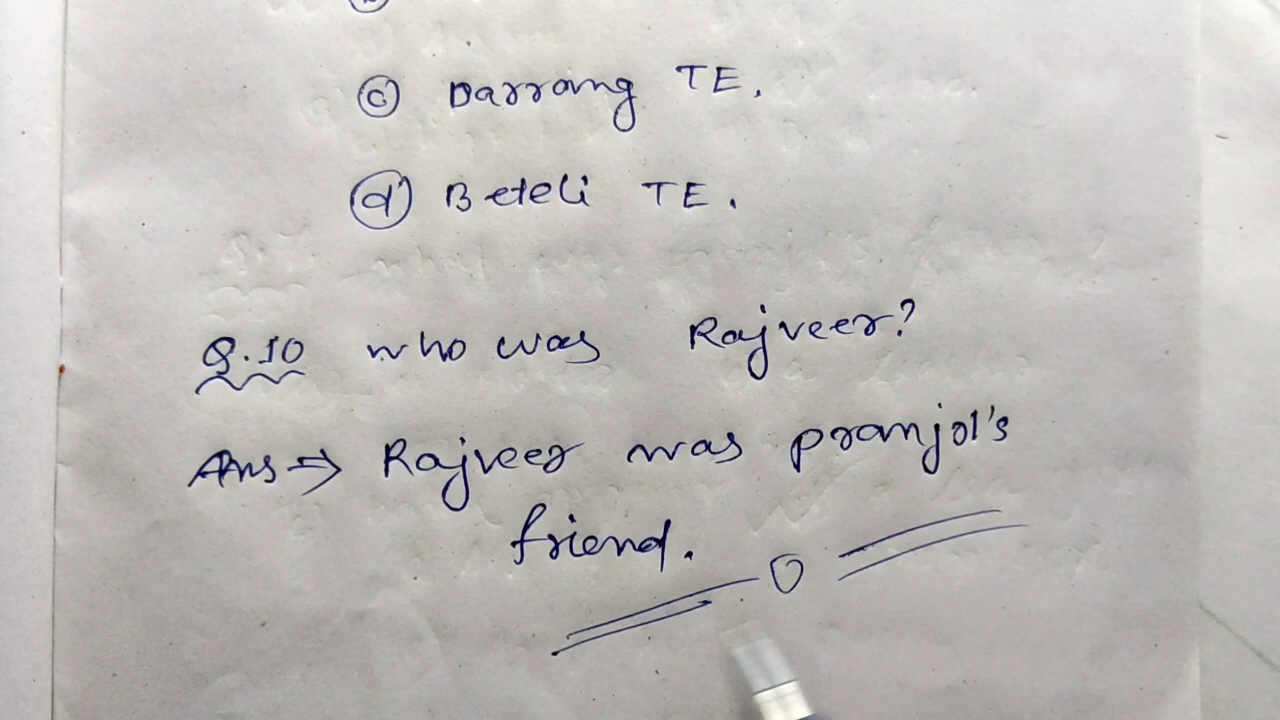 (c) Darrang TE.
(d) Beteli TE.
Q.10 who was Rajveer?
Ans ⇒ Rajveer was pranjol's
friend.